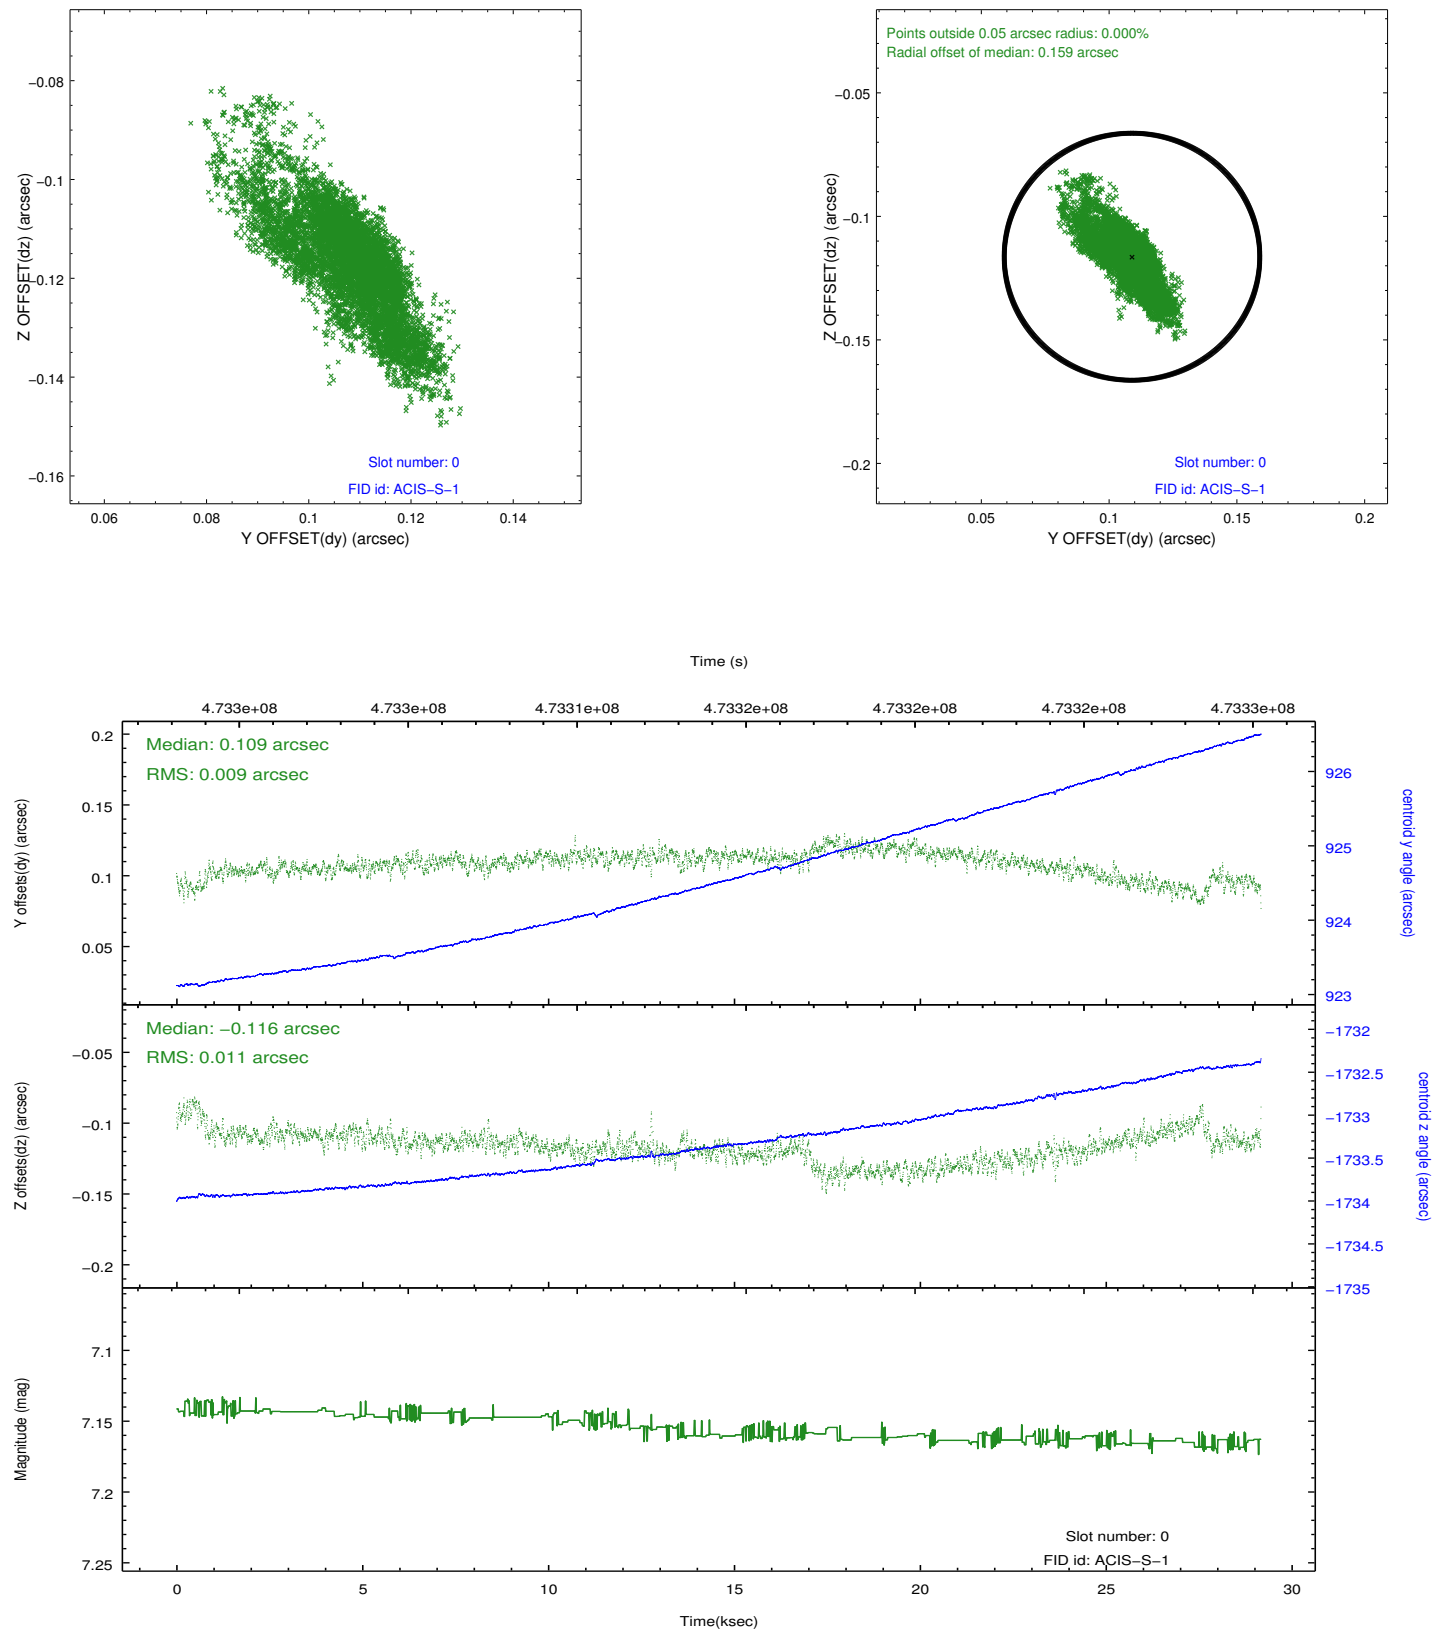 −0.08
−0.1
−0.12
−0.14
−0.16
Z OFFSET(dz) (arcsec)
0.06
0.08
0.1
0.12
0.14
Y OFFSET(dy) (arcsec)
Slot number: 0
FID id: ACIS−S−1
Points outside 0.05 arcsec radius: 0.000%
Radial offset of median: 0.159 arcsec
−0.05
−0.1
−0.15
−0.2
Z OFFSET(dz) (arcsec)
0.05
0.1
0.15
0.2
Y OFFSET(dy) (arcsec)
Slot number: 0
FID id: ACIS−S−1
Time (s)
4.733e+08
4.733e+08
4.7331e+08
4.7332e+08
4.7332e+08
4.7332e+08
4.7333e+08
Median: 0.109 arcsec
RMS: 0.009 arcsec
0.2
0.15
0.1
0.05
Y offsets(dy) (arcsec)
926
925
924
923
centroid y angle (arcsec)
Median: −0.116 arcsec
RMS: 0.011 arcsec
−0.05
−0.1
−0.15
−0.2
Z offsets(dz) (arcsec)
−1732
−1732.5
−1733
−1733.5
−1734
−1734.5
−1735
centroid z angle (arcsec)
7.1
7.15
7.2
7.25
Magnitude (mag)
Slot number: 0
FID id: ACIS−S−1
0
5
10
15
20
25
30
Time(ksec)